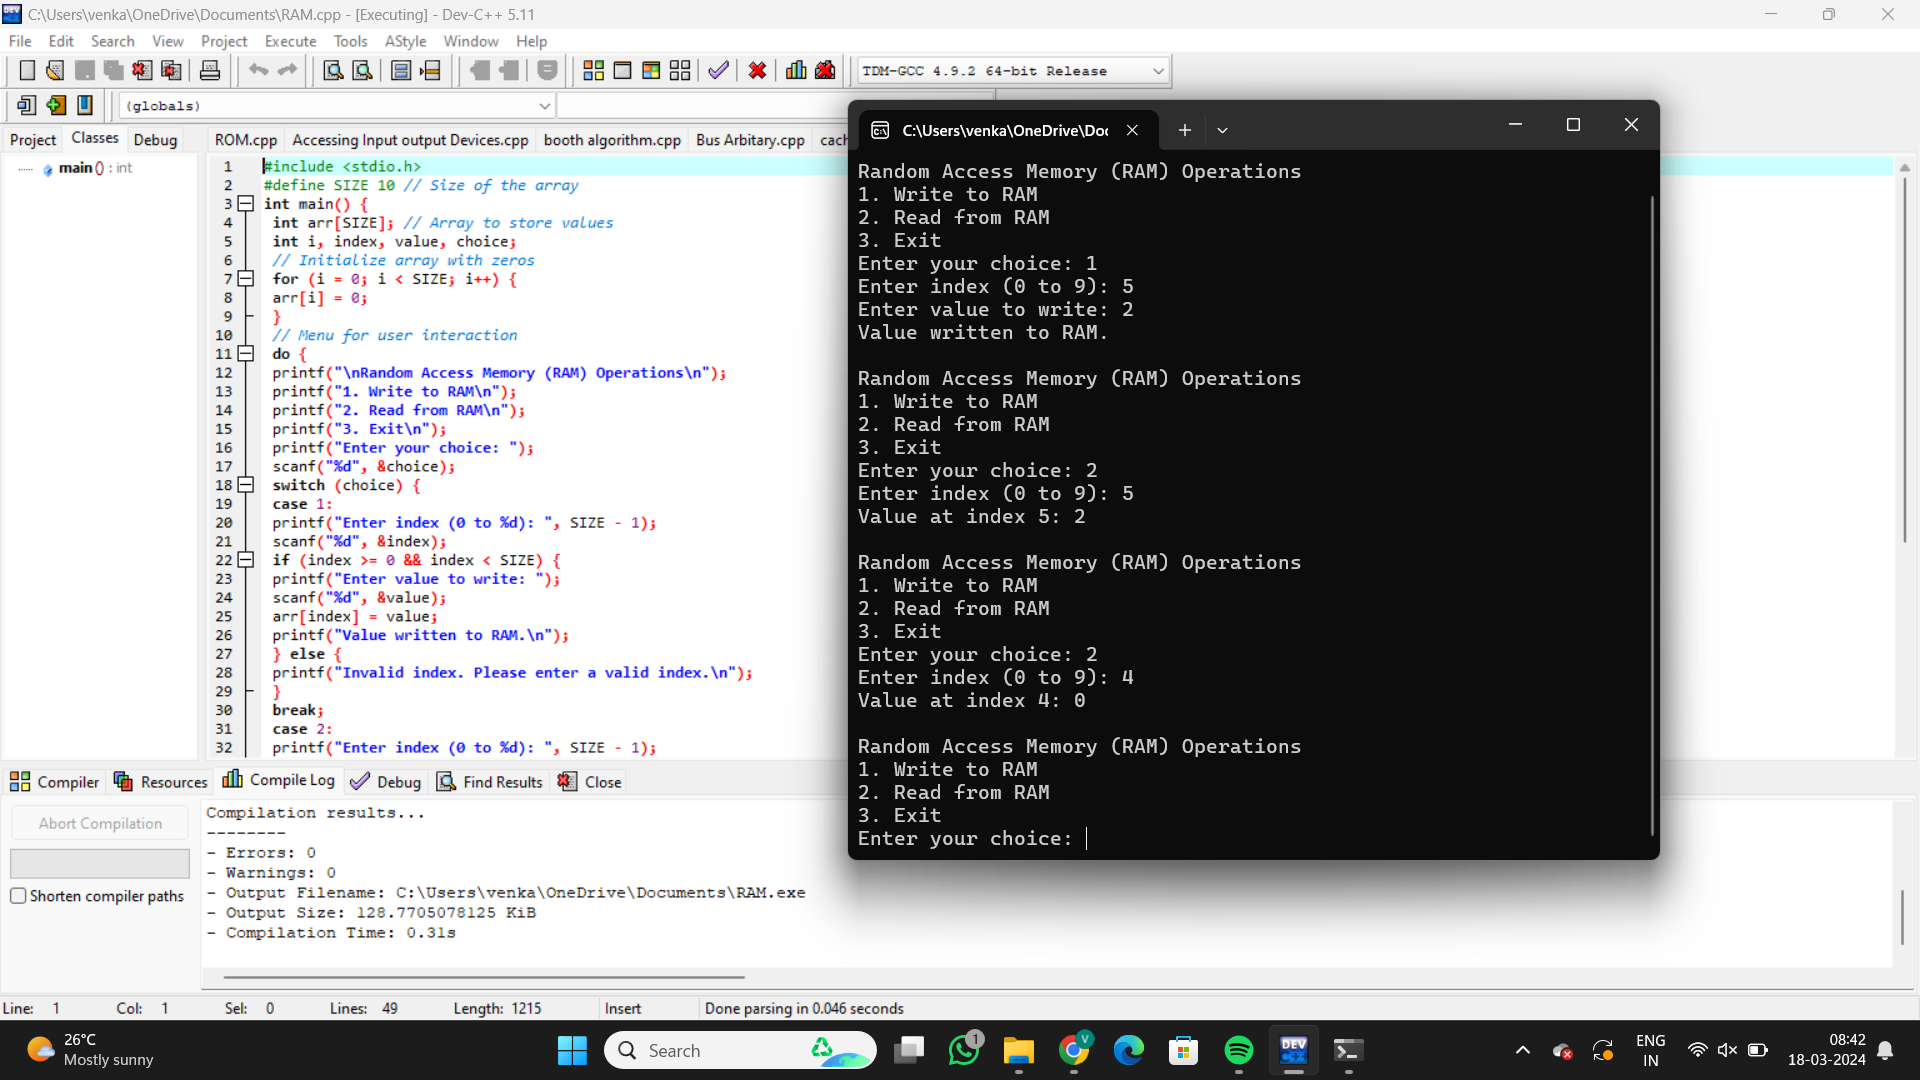 C:\Users\venka\OneDrive\Documents\RAM.cpp - [Executing] - Dev-C++ 5.11
File Edit Search View Project Execute Tools AStyle Window Help
TDM-GCC 4.9.2 64-bit Release
(globals)
Project Classes Debug
main () : int
ROM.cpp Accessing Input output Devices.cpp booth algorithm.cpp Bus Arbitary.cpp cach
1 #include <stdio.h>
2 #define SIZE 10 // Size of the array
3 int main() {
4 int arr[SIZE]; // Array to store values
5 int i, index, value, choice;
6 // Initialize array with zeros
7 for (i = 0; i < SIZE; i++) {
8 arr[i] = 0;
9 }
10 // Menu for user interaction
11 do {
12 printf("\nRandom Access Memory (RAM) Operations\n");
13 printf("1. Write to RAM\n");
14 printf("2. Read from RAM\n");
15 printf("3. Exit\n");
16 printf("Enter your choice: ");
17 scanf("%d", &choice);
18 switch (choice) {
19 case 1:
20 printf("Enter index (0 to %d): ", SIZE - 1);
21 scanf("%d", &index);
22 if (index >= 0 && index < SIZE) {
23 printf("Enter value to write: ");
24 scanf("%d", &value);
25 arr[index] = value;
26 printf("Value written to RAM.\n");
27 } else {
28 printf("Invalid index. Please enter a valid index.\n");
29 }
30 break;
31 case 2:
32 printf("Enter index (0 to %d): ", SIZE - 1);
C:\Users\venka\OneDrive\Doc
Random Access Memory (RAM) Operations
1. Write to RAM
2. Read from RAM
3. Exit
Enter your choice: 1
Enter index (0 to 9): 5
Enter value to write: 2
Value written to RAM.
Random Access Memory (RAM) Operations
1. Write to RAM
2. Read from RAM
3. Exit
Enter your choice: 2
Enter index (0 to 9): 5
Value at index 5: 2
Random Access Memory (RAM) Operations
1. Write to RAM
2. Read from RAM
3. Exit
Enter your choice: 2
Enter index (0 to 9): 4
Value at index 4: 0
Random Access Memory (RAM) Operations
1. Write to RAM
2. Read from RAM
3. Exit
Enter your choice:
Compiler Resources Compile Log Debug Find Results Close
Abort Compilation
Shorten compiler paths
Compilation results...
--------
- Errors: 0
- Warnings: 0
- Output Filename: C:\Users\venka\OneDrive\Documents\RAM.exe
- Output Size: 128.7705078125 KiB
- Compilation Time: 0.31s
Line: 1 Col: 1 Sel: 0 Lines: 49 Length: 1215 Insert Done parsing in 0.046 seconds
26°C
Mostly sunny
Search
1
V
DEV
C++
ENG
IN
08:42
18-03-2024